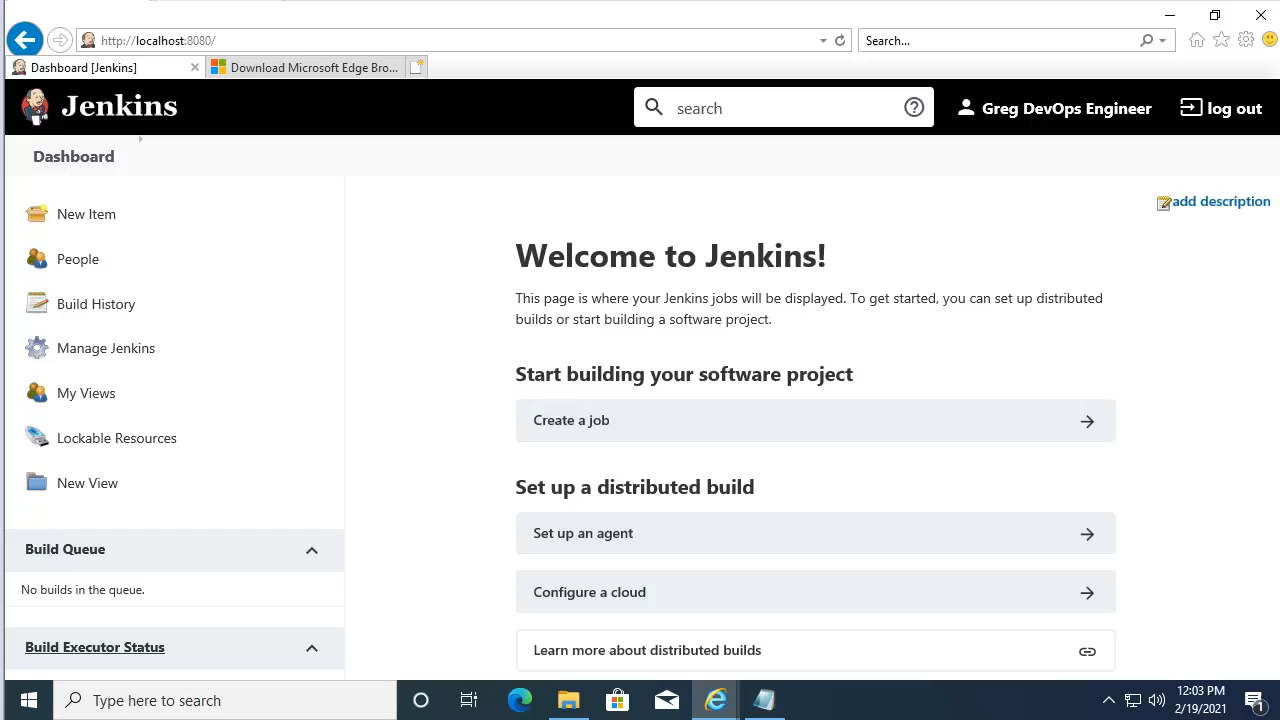 http://localhost:8080/
Search...
Dashboard [Jenkins]
Download Microsoft Edge Bro...
Jenkins
search
Greg DevOps Engineer
log out
Dashboard
New Item
People
Build History
Manage Jenkins
My Views
Lockable Resources
New View
Build Queue
No builds in the queue.
Build Executor Status
add description
Welcome to Jenkins!
This page is where your Jenkins jobs will be displayed. To get started, you can set up distributed
builds or start building a software project.
Start building your software project
Create a job
Set up a distributed build
Set up an agent
Configure a cloud
Learn more about distributed builds
Type here to search
12:03 PM
2/19/2021
1